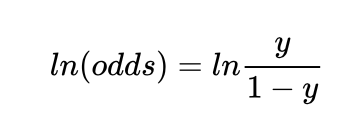 ln(odds) = ln y/(1 − y)